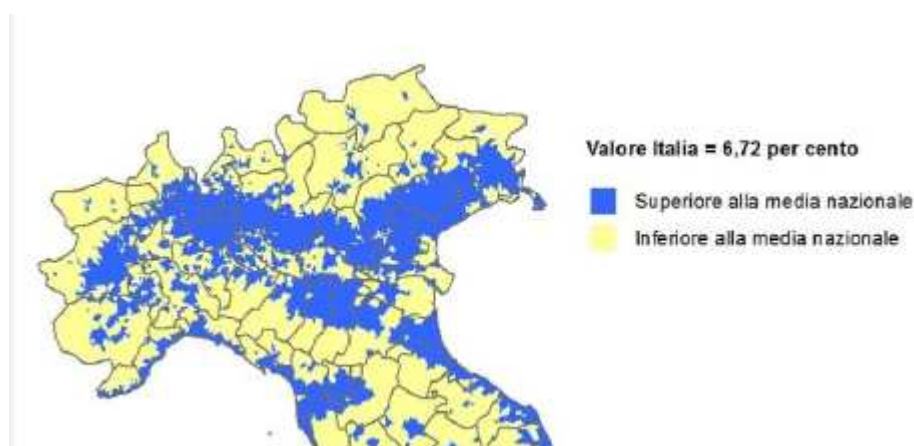 Valore Italia = 6,72 per cento
Superiore alla media nazionale
Inferiore alla media nazionale